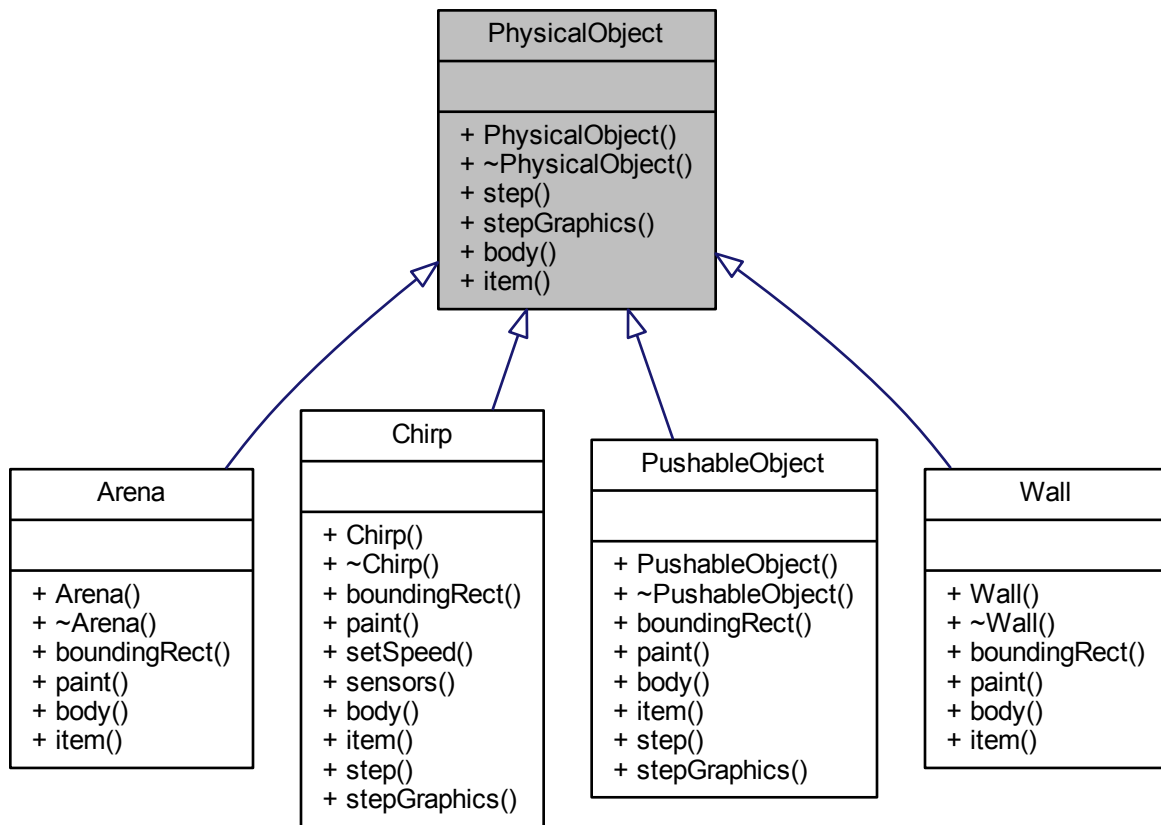 PhysicalObject
+ PhysicalObject()
+ ~PhysicalObject()
+ step()
+ stepGraphics()
+ body()
+ item()
Arena
+ Arena()
+ ~Arena()
+ boundingRect()
+ paint()
+ body()
+ item()
Chirp
+ Chirp()
+ ~Chirp()
+ boundingRect()
+ paint()
+ setSpeed()
+ sensors()
+ body()
+ item()
+ step()
+ stepGraphics()
PushableObject
+ PushableObject()
+ ~PushableObject()
+ boundingRect()
+ paint()
+ body()
+ item()
+ step()
+ stepGraphics()
Wall
+ Wall()
+ ~Wall()
+ boundingRect()
+ paint()
+ body()
+ item()